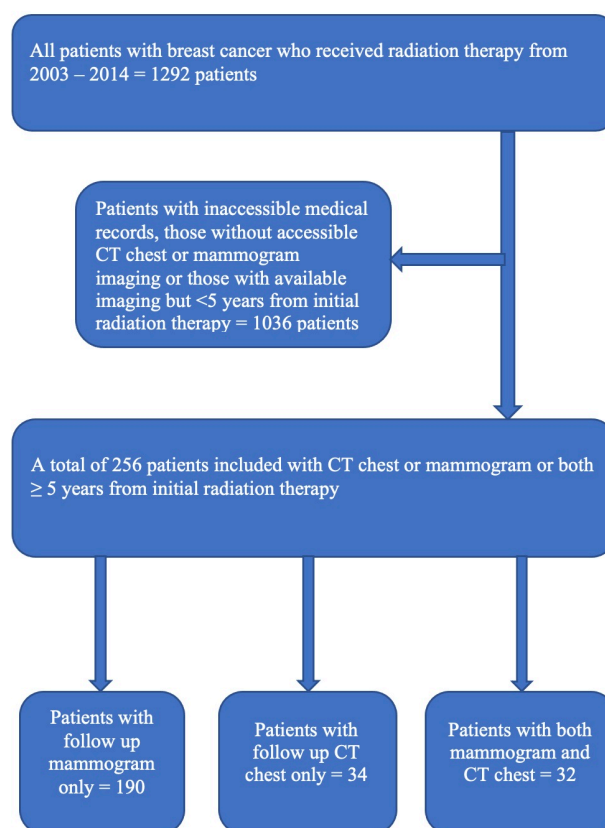 All patients with breast cancer who received radiation therapy from
2003 – 2014 = 1292 patients
Patients with inaccessible medical
records, those without accessible
CT chest or mammogram
imaging or those with available
imaging but <5 years from initial
radiation therapy = 1036 patients
A total of 256 patients included with CT chest or mammogram or both
≥ 5 years from initial radiation therapy
Patients with
follow up
mammogram
only = 190
Patients with
follow up CT
chest only = 34
Patients with both
mammogram and
CT chest = 32